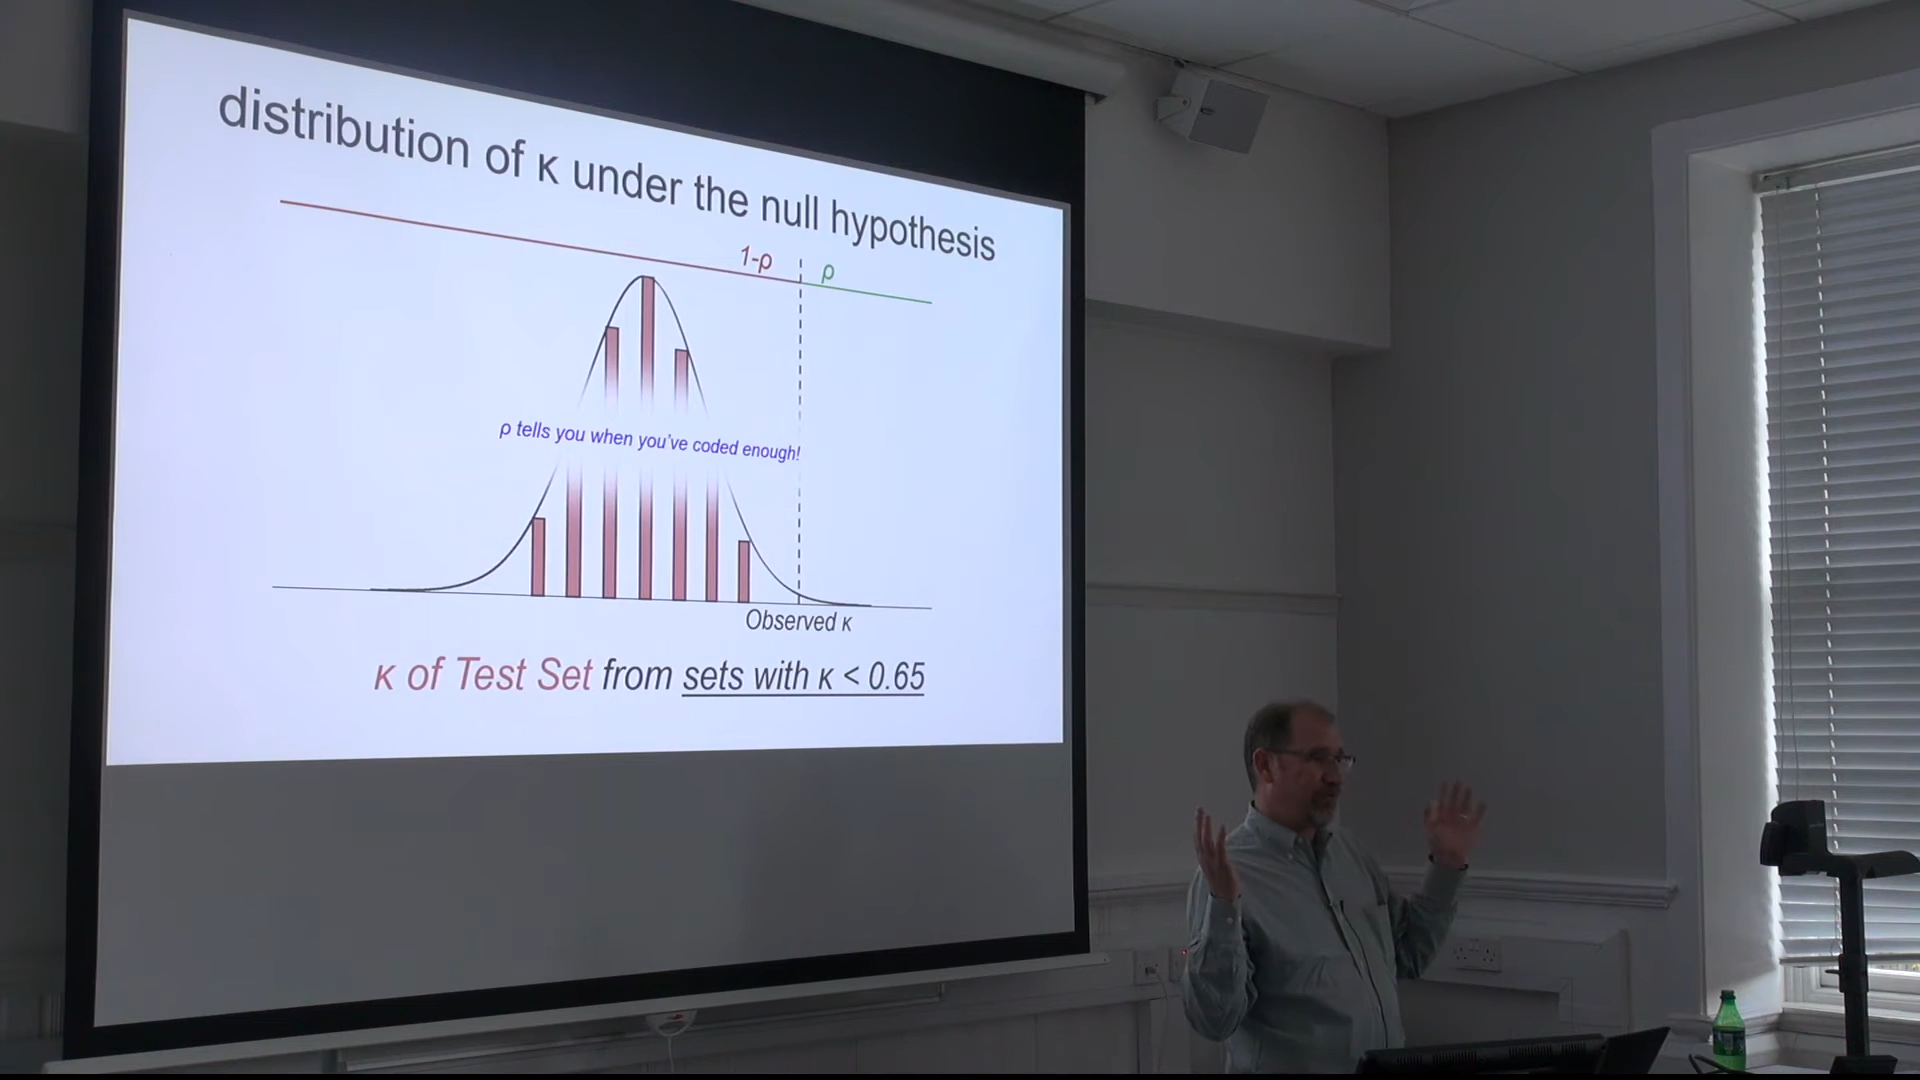 distribution of κ under the null hypothesis
1-ρ
ρ
ρ tells you when you've coded enough!
Observed κ
κ of Test Set from sets with κ < 0.65